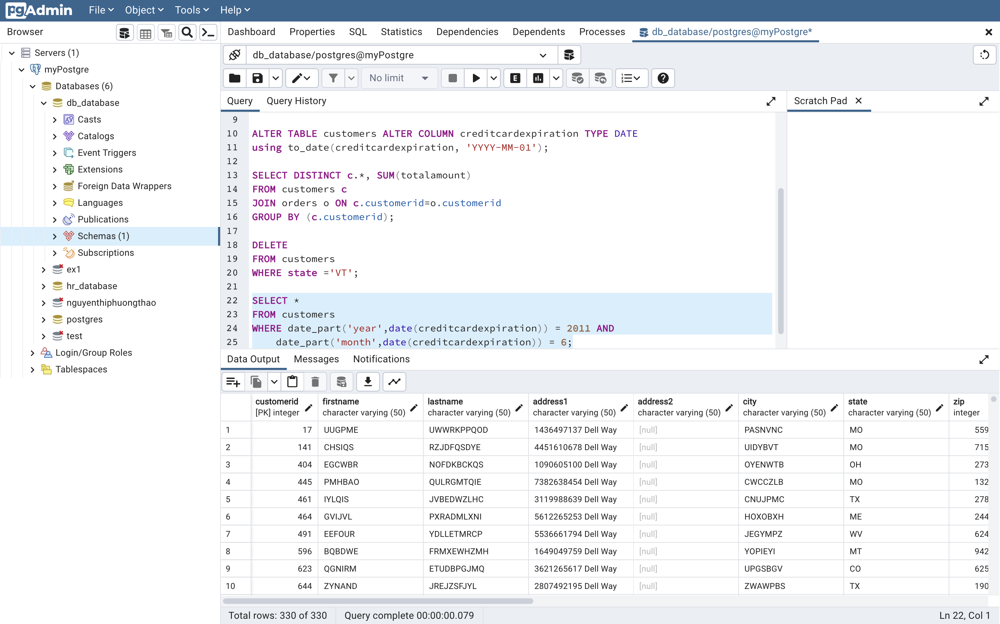 pgAdmin File Object Tools Help
Browser
Dashboard Properties SQL Statistics Dependencies Dependents Processes db_database/postgres@myPostgre*
Servers (1)
myPostgre
Databases (6)
db_database
Casts
Catalogs
Event Triggers
Extensions
Foreign Data Wrappers
Languages
Publications
Schemas (1)
Subscriptions
ex1
hr_database
nguyenthiphuongthao
postgres
test
Login/Group Roles
Tablespaces
db_database/postgres@myPostgre
No limit
E
Query Query History
Scratch Pad
9
10 ALTER TABLE customers ALTER COLUMN creditcardexpiration TYPE DATE
11 using to_date(creditcardexpiration, 'YYYY-MM-01');
12
13 SELECT DISTINCT c.*, SUM(totalamount)
14 FROM customers c
15 JOIN orders o ON c.customerid=o.customerid
16 GROUP BY (c.customerid);
17
18 DELETE
19 FROM customers
20 WHERE state ='VT';
21
22 SELECT *
23 FROM customers
24 WHERE date_part('year',date(creditcardexpiration)) = 2011 AND
25 date_part('month',date(creditcardexpiration)) = 6;
Data Output Messages Notifications
customerid firstname lastname address1 address2 city state zip
[PK] integer character varying (50) character varying (50) character varying (50) character varying (50) character varying (50) character varying (50) integer
1 17 UUGPME UWWRKPPQOD 1436497137 Dell Way [null] PASNVNC MO 559
2 141 CHSIQS RZJDFQSDYE 4451610678 Dell Way [null] UIDYBVT MO 715
3 404 EGCWBR NOFDKBCKQS 1090605100 Dell Way [null] OYENWTB OH 273
4 445 PMHBAO QULRGMTQIE 7382638454 Dell Way [null] CWCCZLB MO 132
5 461 IYLQIS JVBEDWZLHC 3119988639 Dell Way [null] CNUJPMC TX 278
6 464 GVIJVL PXRADMLXNI 5612265253 Dell Way [null] HOXOBXH ME 244
7 491 EEFOUR YDLLETMRCP 5536661794 Dell Way [null] JEGYMPZ WV 624
8 596 BQBDWE FRMXEWHZMH 1649049759 Dell Way [null] YOPIEYI MT 942
9 623 QGNIRM ETUDBPGJMQ 3621265617 Dell Way [null] UPGSBGV CO 625
10 644 ZYNAND JREJZSFJYL 2807492195 Dell Way [null] ZWAWPBS TX 190
Total rows: 330 of 330 Query complete 00:00:00.079 Ln 22, Col 1